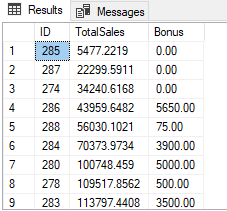 Results Messages
ID TotalSales Bonus
1 285 5477.2219 0.00
2 287 22299.5911 0.00
3 274 34240.6168 0.00
4 286 43959.6482 5650.00
5 288 56030.1021 75.00
6 284 70373.9734 3900.00
7 280 100748.459 5000.00
8 278 109517.8562 500.00
9 283 113797.4408 3500.00